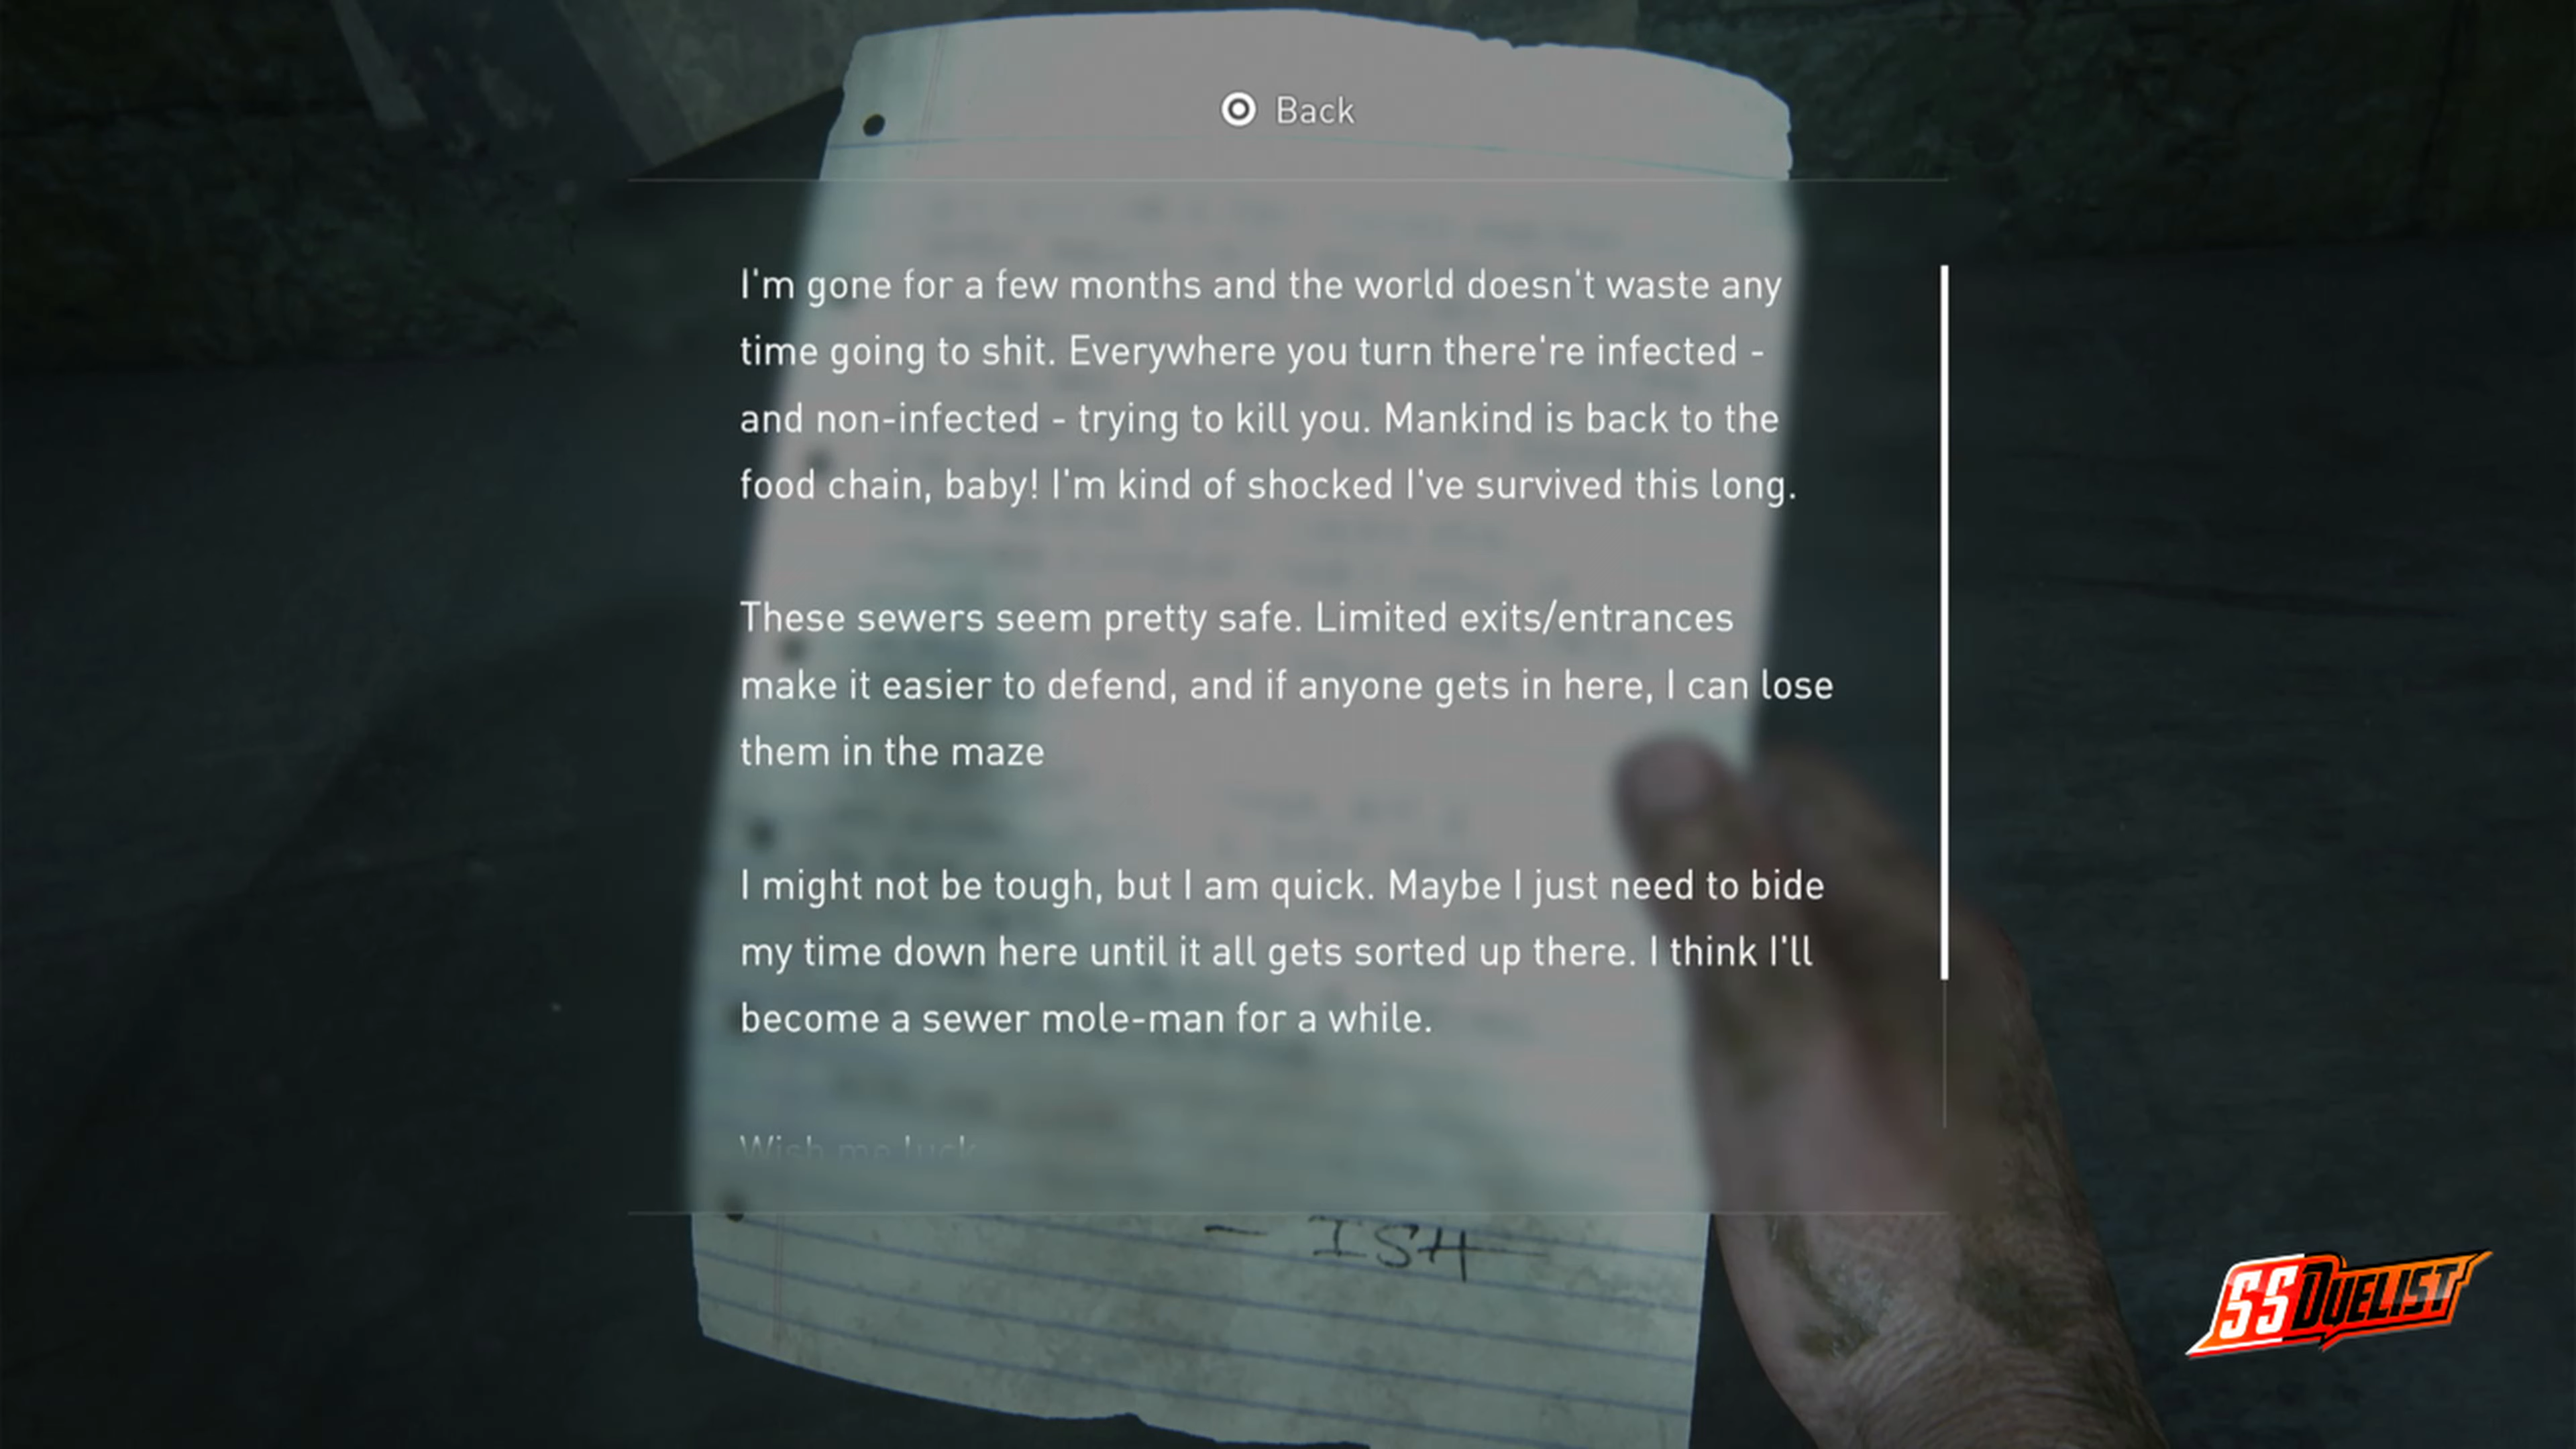 Back
I'm gone for a few months and the world doesn't waste any
time going to shit. Everywhere you turn there're infected -
and non-infected - trying to kill you. Mankind is back to the
food chain, baby! I'm kind of shocked I've survived this long.
These sewers seem pretty safe. Limited exits/entrances
make it easier to defend, and if anyone gets in here, I can lose
them in the maze
I might not be tough, but I am quick. Maybe I just need to bide
my time down here until it all gets sorted up there. I think I'll
become a sewer mole-man for a while.
Wish me luck
- ISH
SSDUELIST